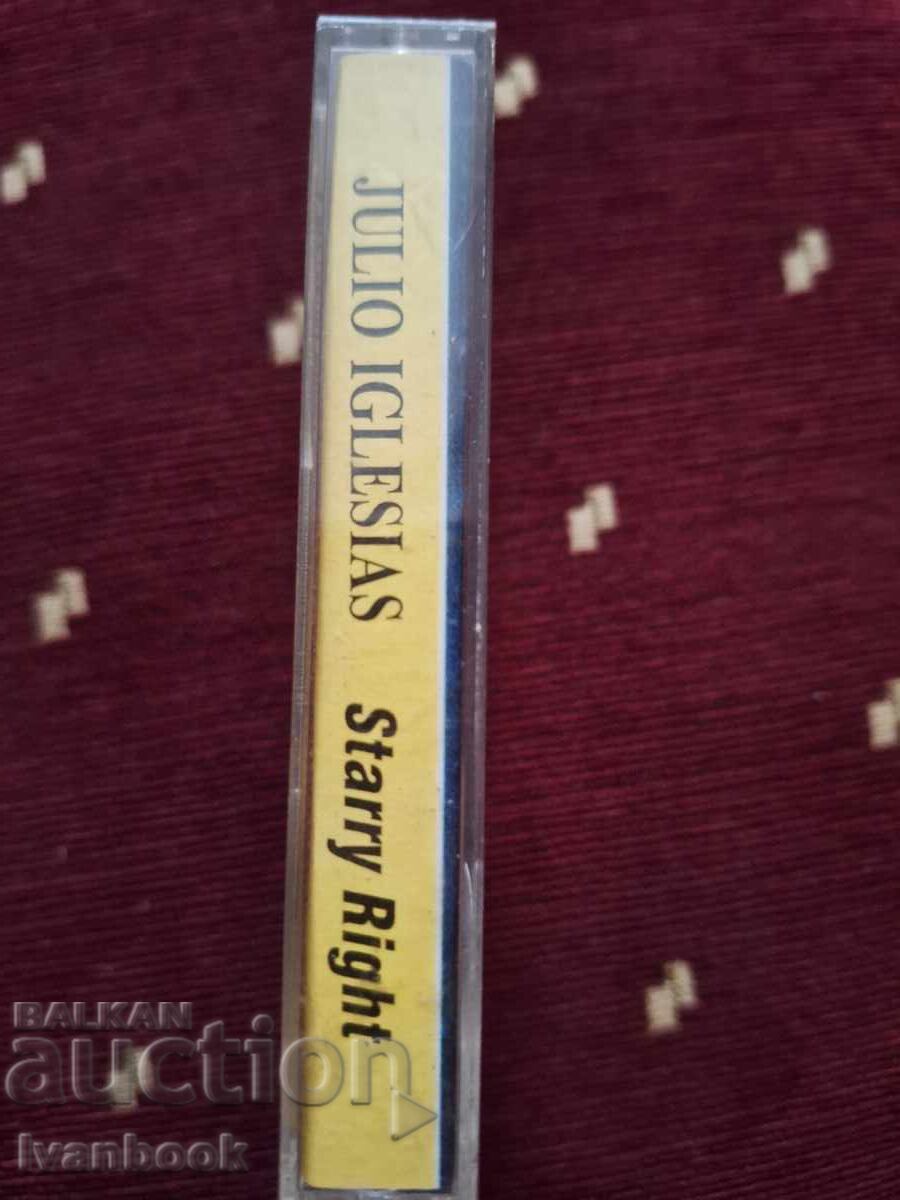 JULIO IGLESIAS Starry Right
BALKAN
auction
Ivanbook